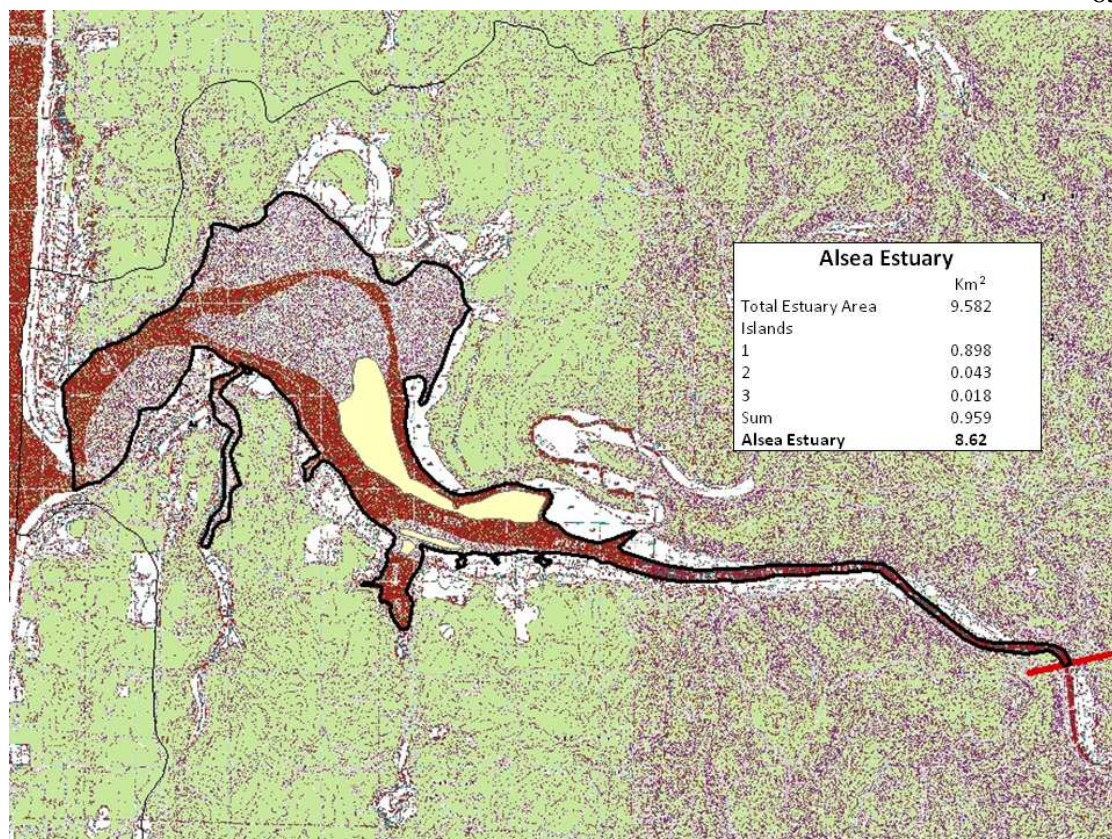 Alsea Estuary
Km²
Total Estuary Area 9.582
Islands
1 0.898
2 0.043
3 0.018
Sum 0.959
Alsea Estuary 8.62